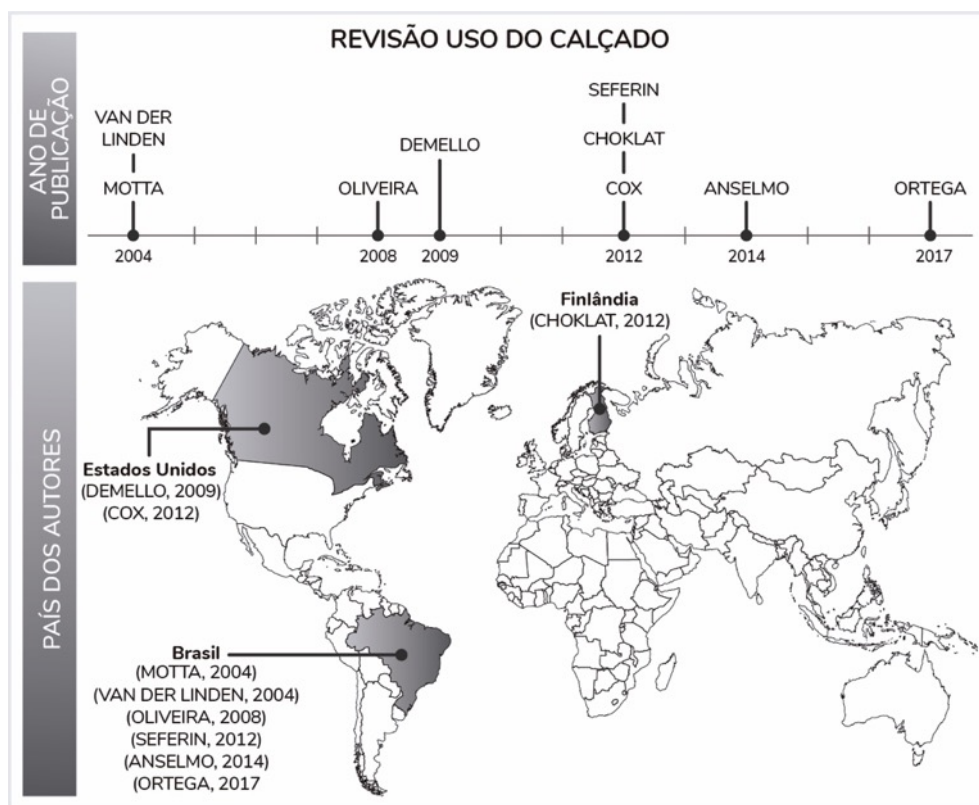 REVISÃO USO DO CALÇADO
ANO DE
PUBLICAÇÃO
VAN DER
LINDEN
MOTTA
OLIVEIRA
DEMELLO
SEFERIN
CHOKLAT
COX
ANSELMO
ORTEGA
2004
2008
2009
2012
2014
2017
PAÍS DOS AUTORES
Finlândia
(CHOKLAT, 2012)
Estados Unidos
(DEMELLO, 2009)
(COX, 2012)
Brasil
(MOTTA, 2004)
(VAN DER LINDEN, 2004)
(OLIVEIRA, 2008)
(SEFERIN, 2012)
(ANSELMO, 2014)
(ORTEGA, 2017